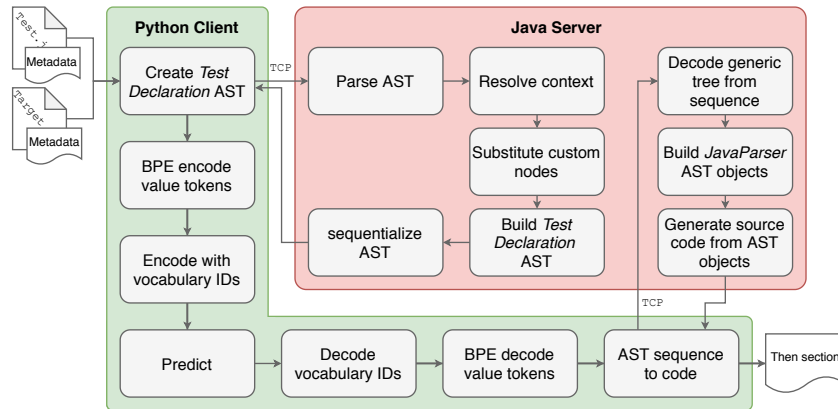 Python Client
Java Server
Metadata
Target
Metadata
Create Test
Declaration AST
TCP
Parse AST
Resolve context
Decode generic
tree from
sequence
BPE encode
value tokens
Substitute custom
nodes
Build JavaParser
AST objects
Encode with
vocabulary IDs
sequentialize
AST
Build Test
Declaration
AST
Generate source
code from AST
objects
TCP
Predict
Decode
vocabulary IDs
BPE decode
value tokens
AST sequence
to code
Then section